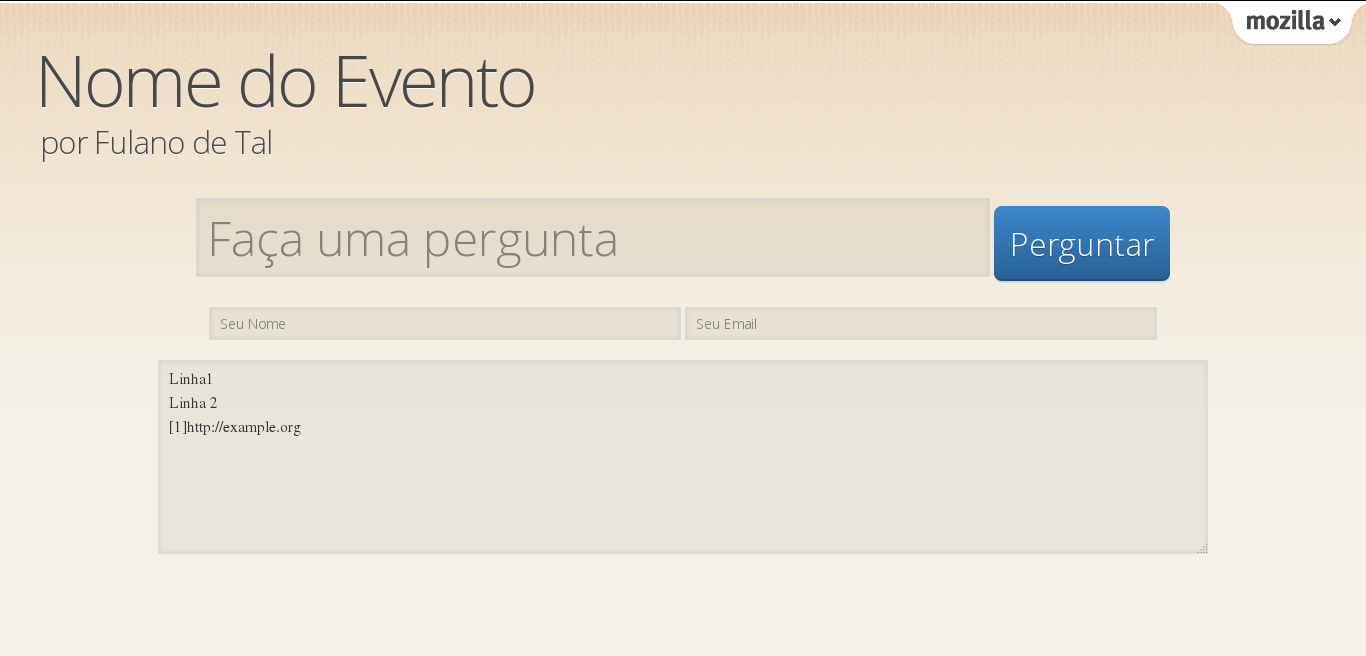 mozilla
Nome do Evento
por Fulano de Tal
Faça uma pergunta
Perguntar
Seu Nome
Seu Email
Linha1
Linha 2
[1]http://example.org